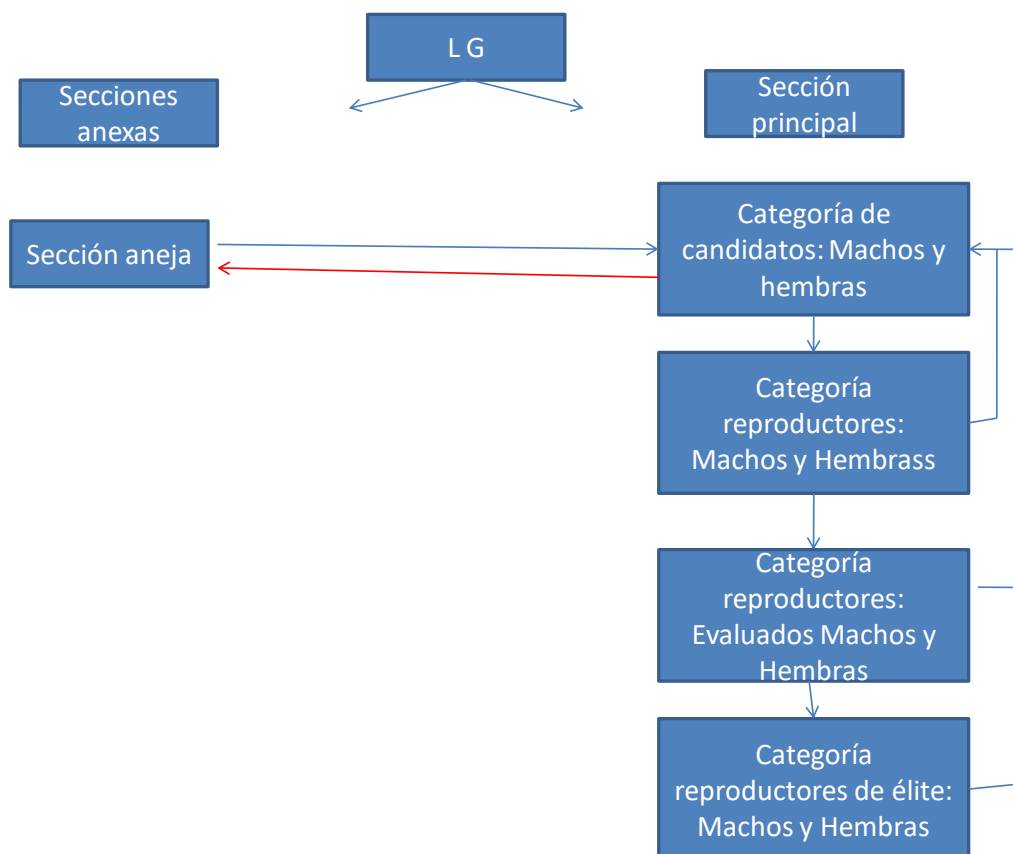 L G
Secciones
anexas
Sección
principal
Sección aneja
Categoría de
candidatos: Machos y
hembras
Categoría
reproductores:
Machos y Hembrass
Categoría
reproductores:
Evaluados Machos y
Hembras
Categoría
reproductores de élite:
Machos y Hembras